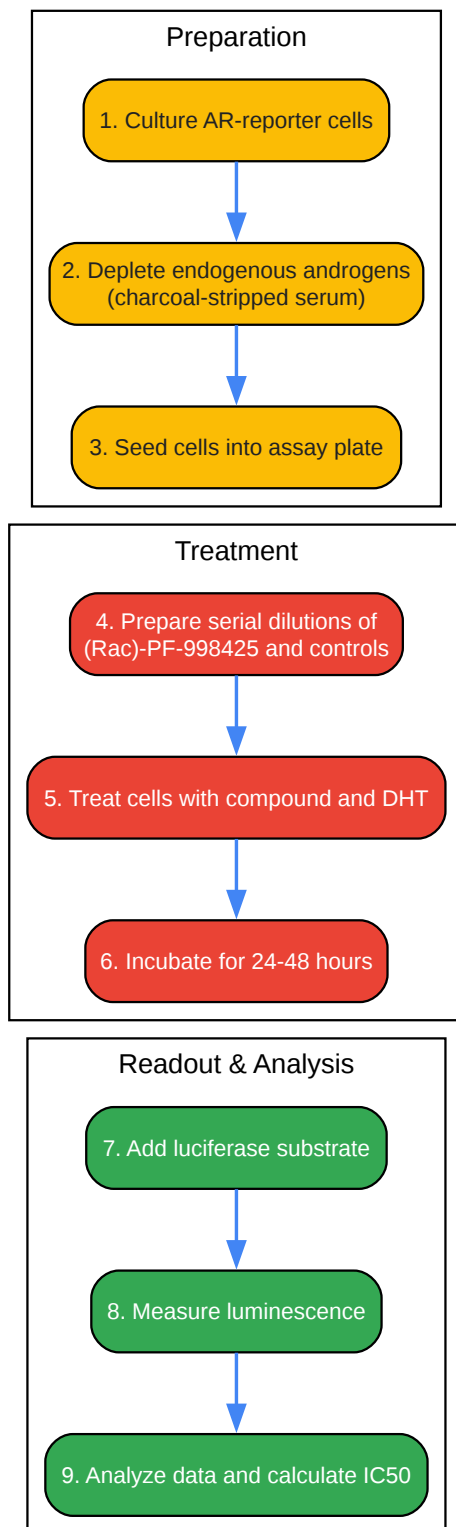 Preparation
1. Culture AR-reporter cells
2. Deplete endogenous androgens
(charcoal-stripped serum)
3. Seed cells into assay plate
Treatment
4. Prepare serial dilutions of
(Rac)-PF-998425 and controls
5. Treat cells with compound and DHT
6. Incubate for 24-48 hours
Readout & Analysis
7. Add luciferase substrate
8. Measure luminescence
9. Analyze data and calculate IC50